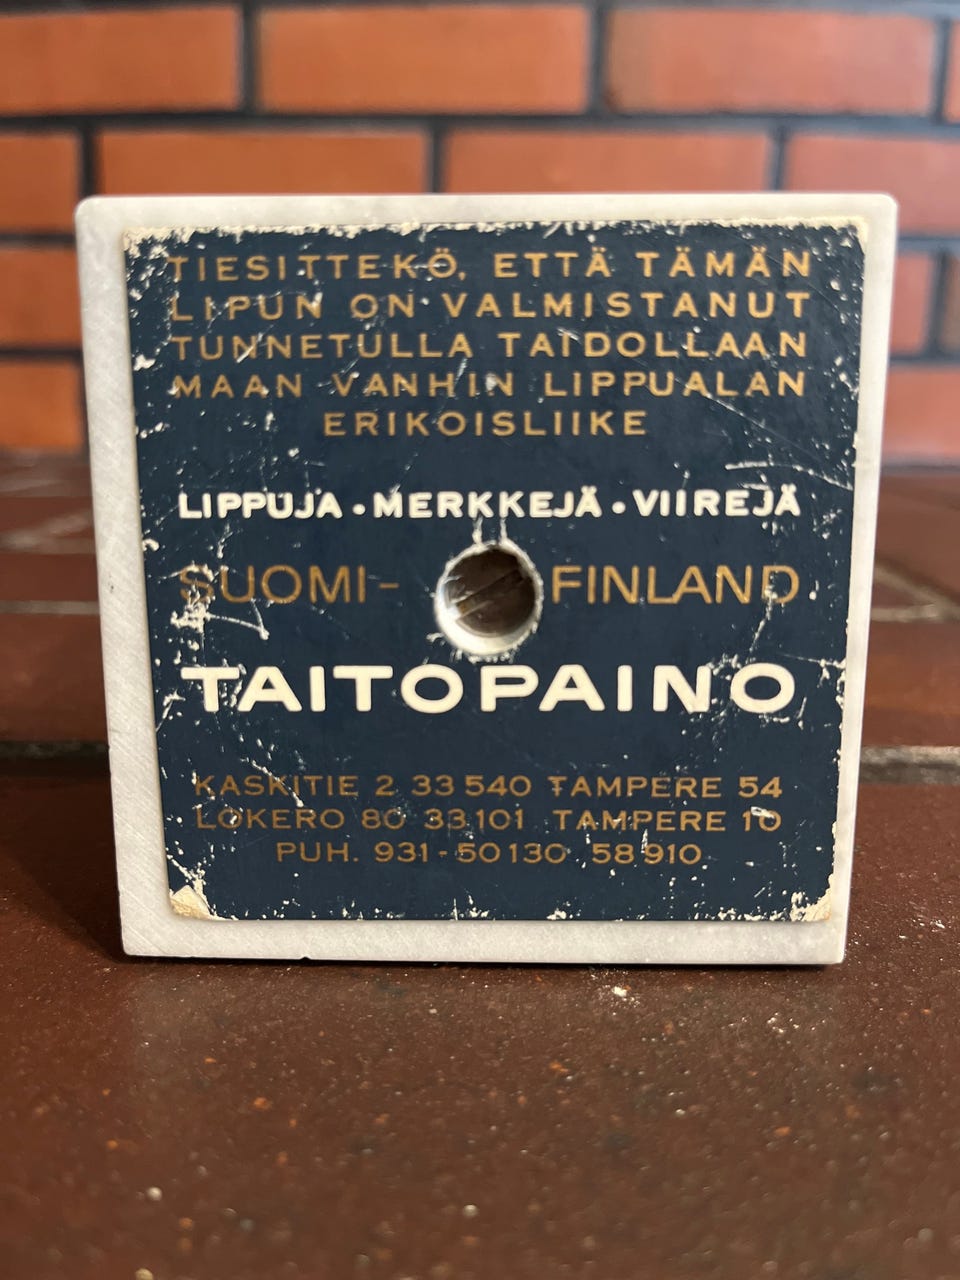 TIESITTEKÖ, ETTÄ TÄMÄN
LIPUN ON VALMISTANUT
TUNNETULLA TAIDOLLAAN
MAAN VANHIN LIPPUALAN
ERIKOISLIIKE
LIPPUJA • MERKKEJÄ • VIIREJÄ
SUOMI- FINLAND
TAITOPAINO
KASKITIE 2 33540 TAMPERE 54
LOKERO 80 33101 TAMPERE 10
PUH. 931-50130, 58910